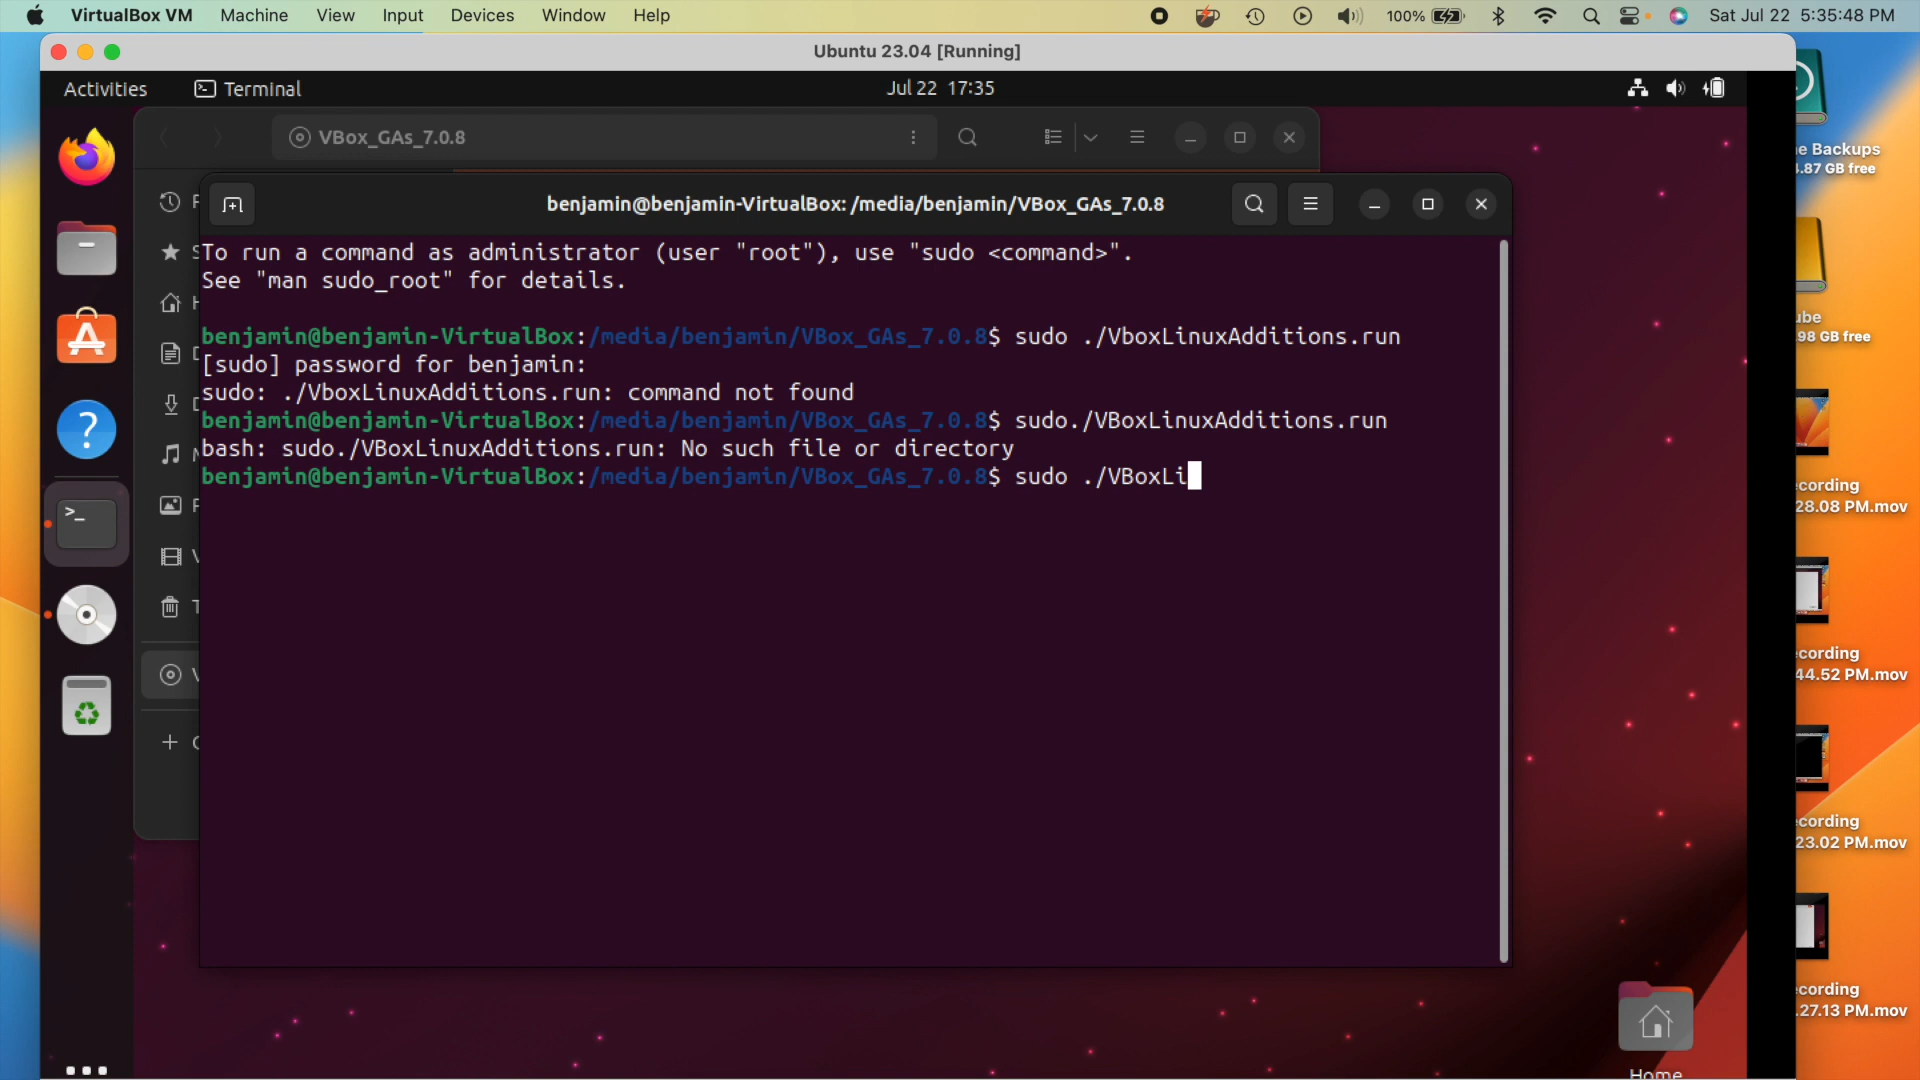 VirtualBox VM Machine View Input Devices Window Help 100% Sat Jul 22 5:35:48 PM
Ubuntu 23.04 [Running]
Activities Terminal Jul 22 17:35
VBox_GAs_7.0.8
benjamin@benjamin-VirtualBox: /media/benjamin/VBox_GAs_7.0.8
To run a command as administrator (user "root"), use "sudo <command>".
See "man sudo_root" for details.
benjamin@benjamin-VirtualBox:/media/benjamin/VBox_GAs_7.0.8$ sudo ./VboxLinuxAdditions.run
[sudo] password for benjamin:
sudo: ./VboxLinuxAdditions.run: command not found
benjamin@benjamin-VirtualBox:/media/benjamin/VBox_GAs_7.0.8$ sudo./VBoxLinuxAdditions.run
bash: sudo./VBoxLinuxAdditions.run: No such file or directory
benjamin@benjamin-VirtualBox:/media/benjamin/VBox_GAs_7.0.8$ sudo ./VBoxLi
e Backups
.87 GB free
ube
98 GB free
cording
28.08 PM.mov
cording
44.52 PM.mov
cording
23.02 PM.mov
cording
.27.13 PM.mov
Home